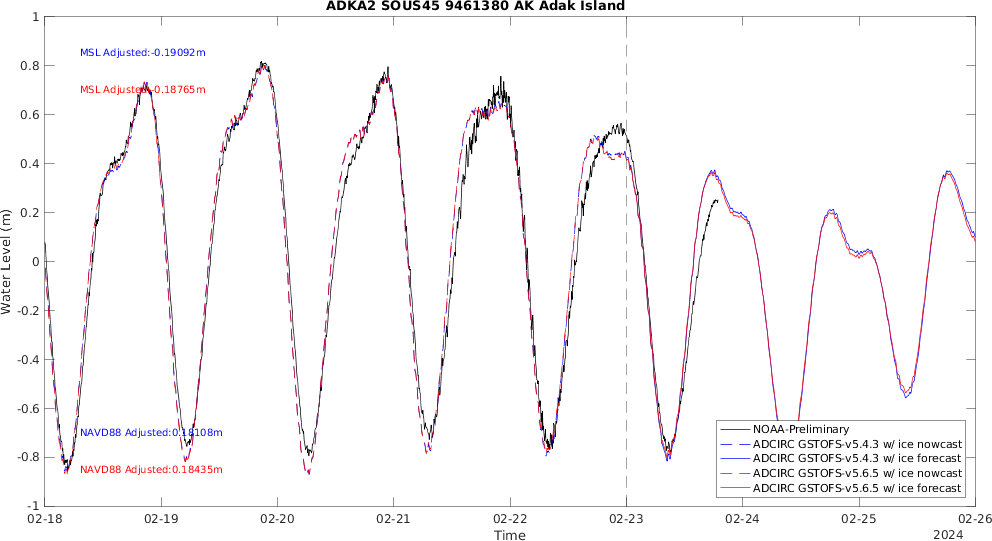 ADKA2 SOUS45 9461380 AK Adak Island
MSL Adjusted:-0.19092m
MSL Adjusted:-0.18765m
NAVD88 Adjusted:0.18108m
NAVD88 Adjusted:0.18435m
Water Level (m)
1
0.8
0.6
0.4
0.2
0
-0.2
-0.4
-0.6
-0.8
-1
NOAA-Preliminary
ADCIRC GSTOFS-v5.4.3 w/ ice nowcast
ADCIRC GSTOFS-v5.4.3 w/ ice forecast
ADCIRC GSTOFS-v5.6.5 w/ ice nowcast
ADCIRC GSTOFS-v5.6.5 w/ ice forecast
02-18 02-19 02-20 02-21 02-22 02-23 02-24 02-25 02-26
Time
2024